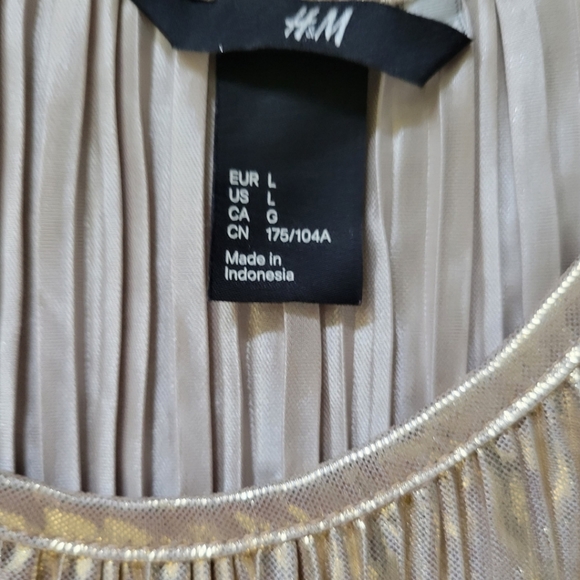 H&M
EUR L
US L
CA G
CN 175/104A
Made in
Indonesia